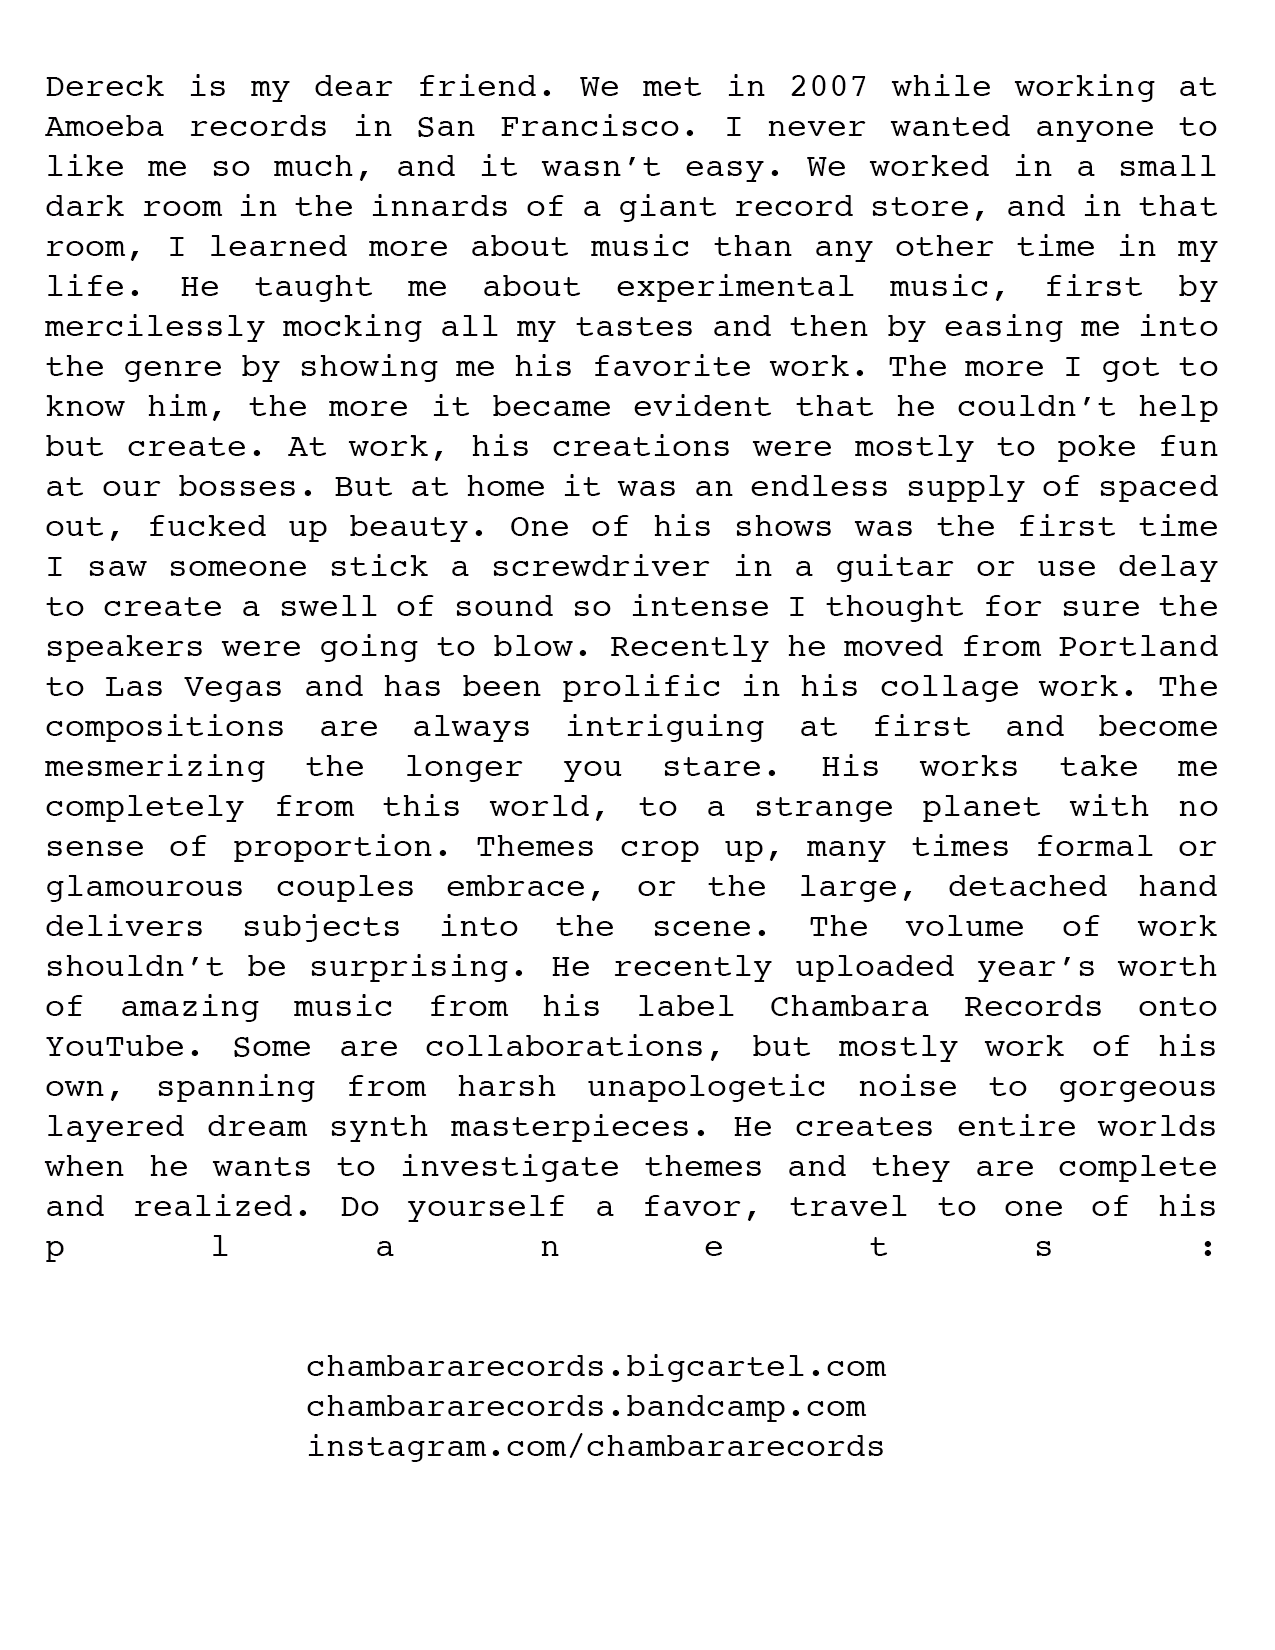 Dereck is my dear friend. We met in 2007 while working at
Amoeba records in San Francisco. I never wanted anyone to
like me so much, and it wasn’t easy. We worked in a small
dark room in the innards of a giant record store, and in that
room, I learned more about music than any other time in my
life. He taught me about experimental music, first by
mercilessly mocking all my tastes and then by easing me into
the genre by showing me his favorite work. The more I got to
know him, the more it became evident that he couldn’t help
but create. At work, his creations were mostly to poke fun
at our bosses. But at home it was an endless supply of spaced
out, fucked up beauty. One of his shows was the first time
I saw someone stick a screwdriver in a guitar or use delay
to create a swell of sound so intense I thought for sure the
speakers were going to blow. Recently he moved from Portland
to Las Vegas and has been prolific in his collage work. The
compositions are always intriguing at first and become
mesmerizing the longer you stare. His works take me
completely from this world, to a strange planet with no
sense of proportion. Themes crop up, many times formal or
glamourous couples embrace, or the large, detached hand
delivers subjects into the scene. The volume of work
shouldn’t be surprising. He recently uploaded year’s worth
of amazing music from his label Chambara Records onto
YouTube. Some are collaborations, but mostly work of his
own, spanning from harsh unapologetic noise to gorgeous
layered dream synth masterpieces. He creates entire worlds
when he wants to investigate themes and they are complete
and realized. Do yourself a favor, travel to one of his
p l a n e t s :
chambararecords.bigcartel.com
chambararecords.bandcamp.com
instagram.com/chambararecords